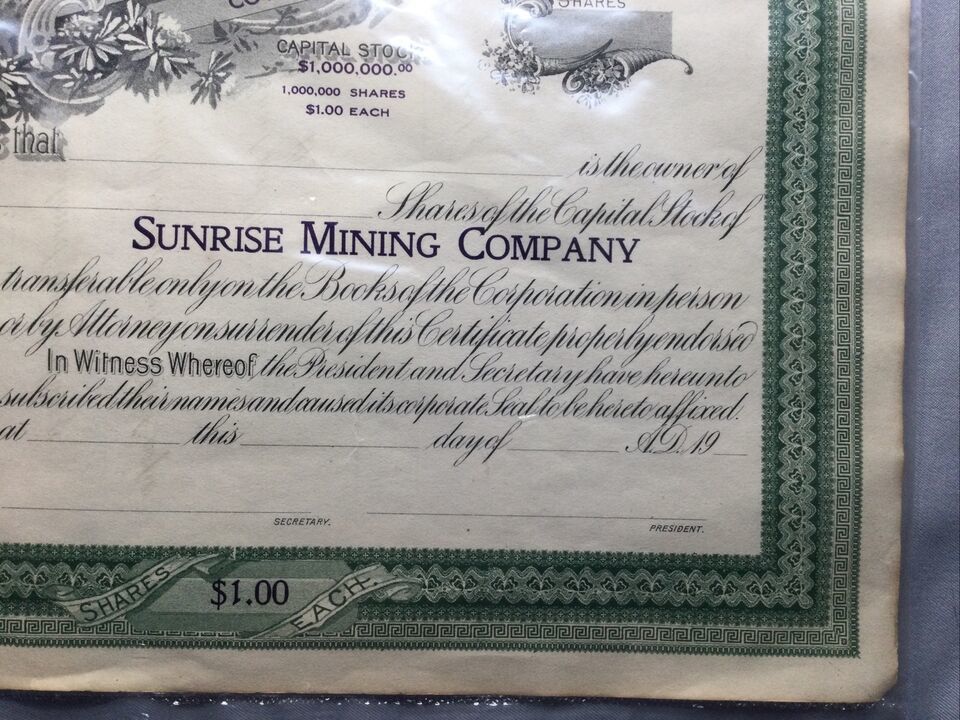 CO
SHARES
CAPITAL STOCK
$1,000,000.00
1,000,000 SHARES
$1.00 EACH
that
is the owner of
Shares of the Capital Stock of
SUNRISE MINING COMPANY
transferable only on the Books of the Corporation in person
or by Attorney on surrender of this Certificate properly endorsed
In Witness Whereof, the President and Secretary have hereunto
subscribed their names and caused its corporate Seal to be hereto affixed.
at this day of A.D. 19
SECRETARY. PRESIDENT.
SHARES $1.00 EACH